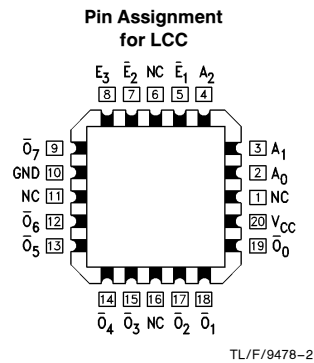 Pin Assignment
for LCC
E₃ Ē₂ NC Ē₁ A₂
8 7 6 5 4
Ō₇ 9
GND 10
NC 11
Ō₆ 12
Ō₅ 13
3 A₁
2 A₀
1 NC
20 V_CC
19 Ō₀
14 15 16 17 18
Ō₄ Ō₃ NC Ō₂ Ō₁
TL/F/9478–2